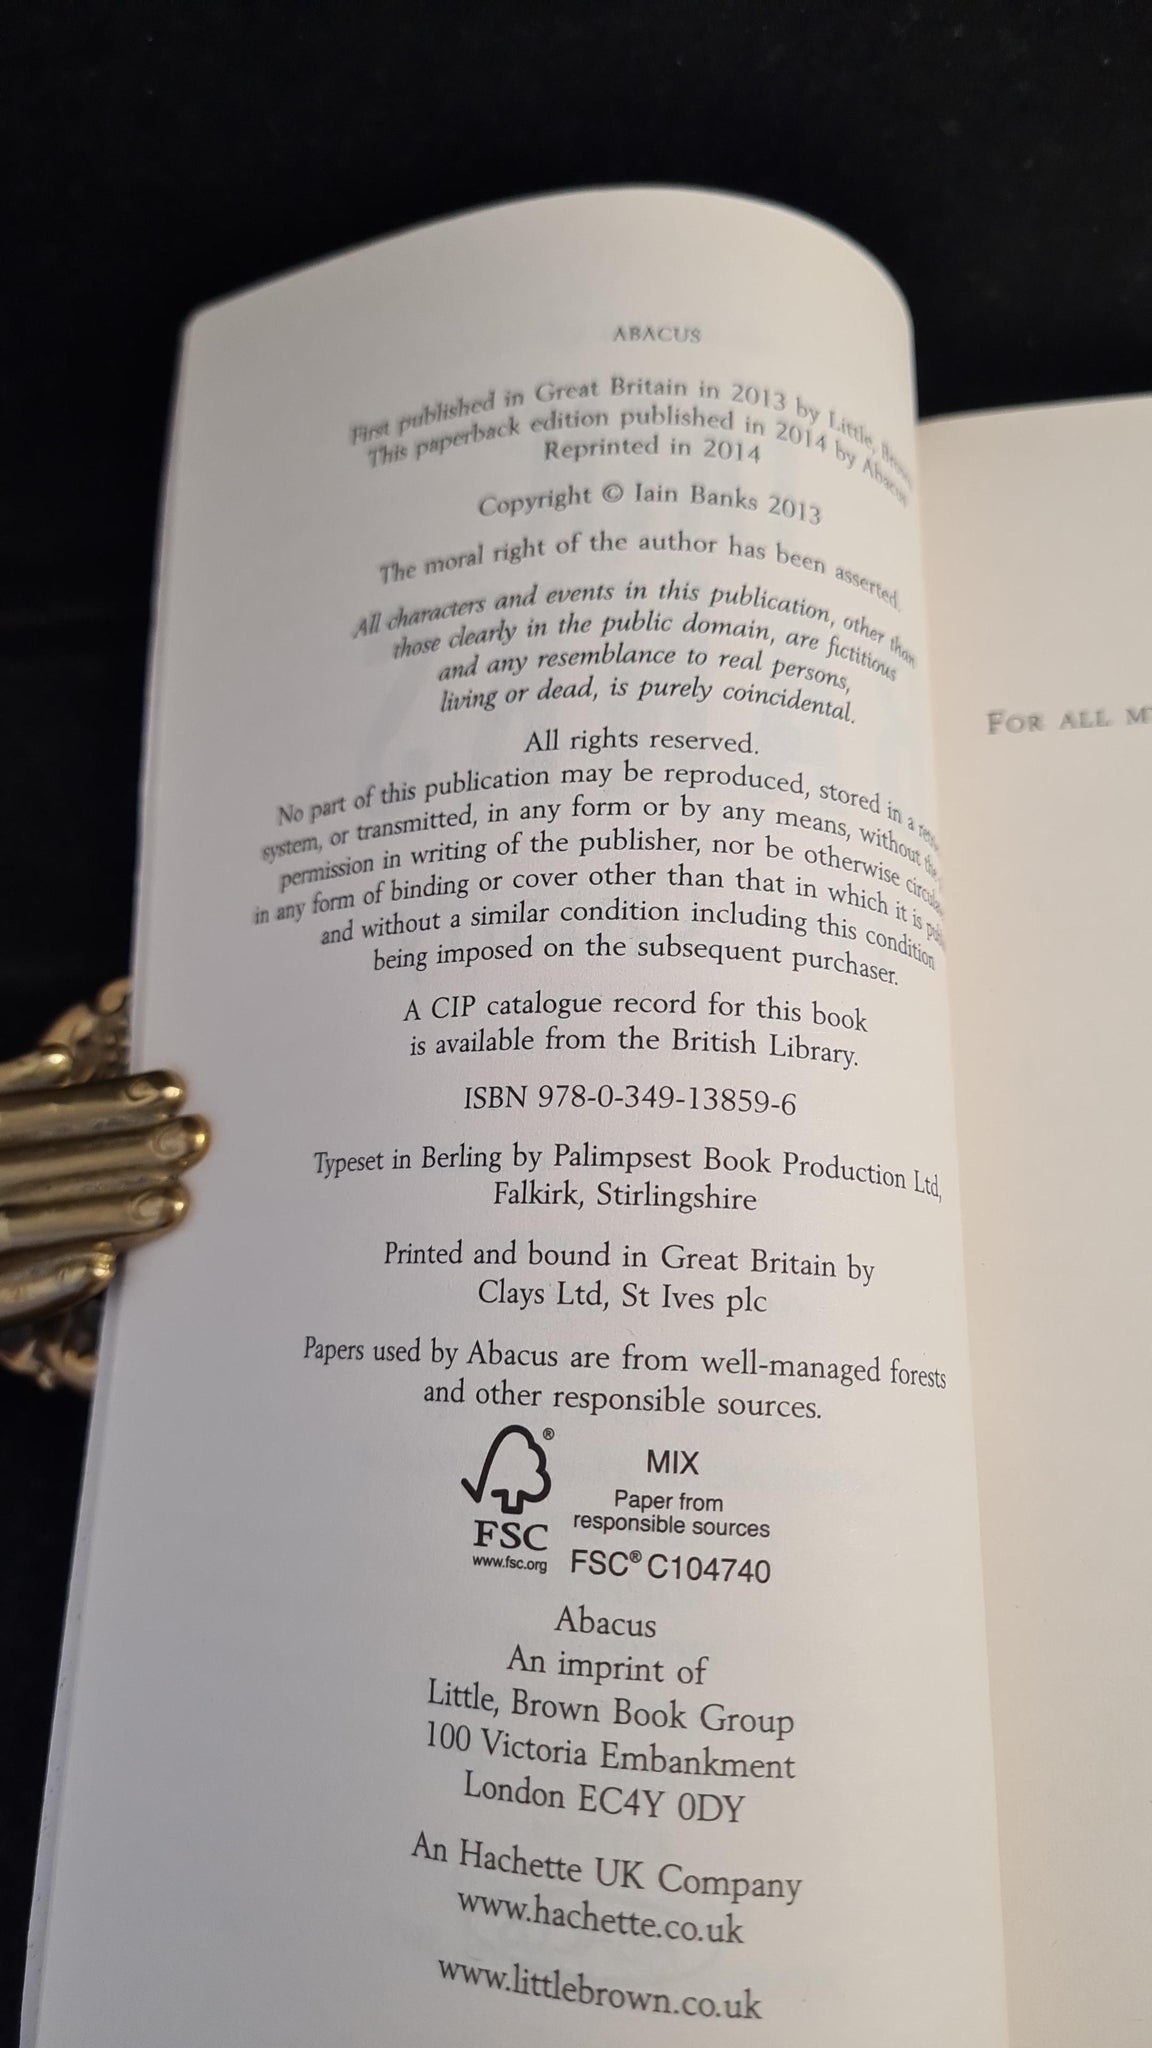 ABACUS
First published in Great Britain in 2013 by Little, Brown
This paperback edition published in 2014 by Abacus
Reprinted in 2014
Copyright © Iain Banks 2013
The moral right of the author has been asserted.
All characters and events in this publication, other than
those clearly in the public domain, are fictitious
and any resemblance to real persons,
living or dead, is purely coincidental.
All rights reserved.
No part of this publication may be reproduced, stored in a
system, or transmitted, in any form or by any means, without the
permission in writing of the publisher, nor be otherwise
in any form of binding or cover other than that in which it is
and without a similar condition including this condition
being imposed on the subsequent purchaser.
A CIP catalogue record for this book
is available from the British Library.
ISBN 978-0-349-13859-6
Typeset in Berling by Palimpsest Book Production Ltd,
Falkirk, Stirlingshire
Printed and bound in Great Britain by
Clays Ltd, St Ives plc
Papers used by Abacus are from well-managed forests
and other responsible sources.
®
FSC
www.fsc.org
MIX
Paper from
responsible sources
FSC® C104740
Abacus
An imprint of
Little, Brown Book Group
100 Victoria Embankment
London EC4Y 0DY
An Hachette UK Company
www.hachette.co.uk
www.littlebrown.co.uk
FOR ALL